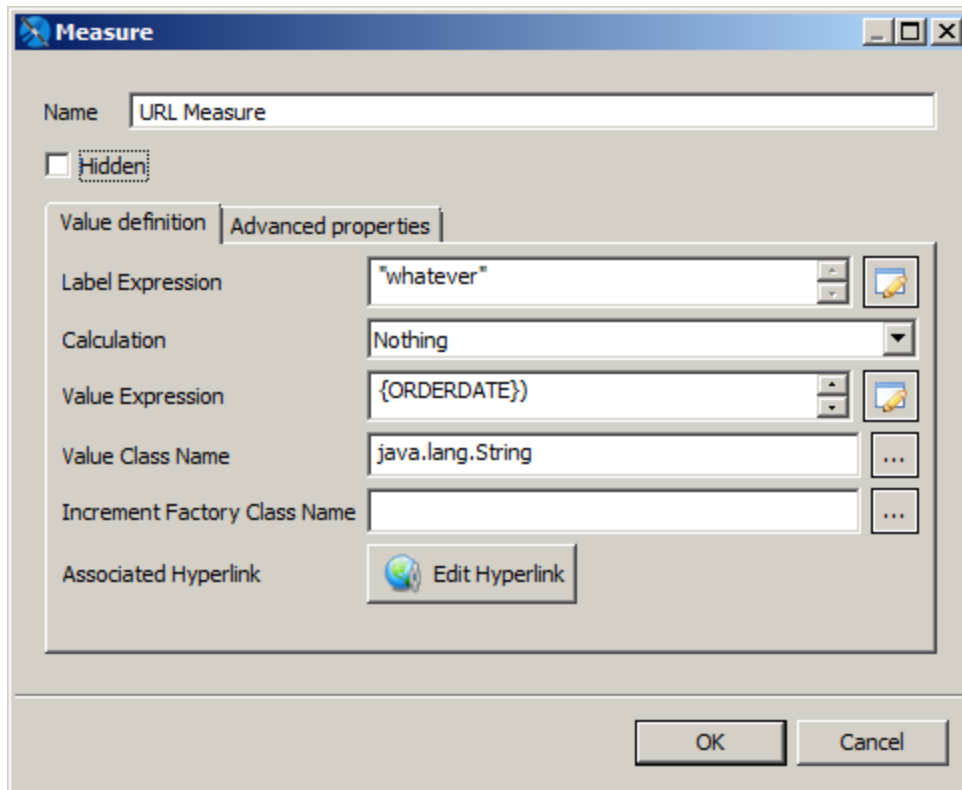 Measure
Name URL Measure
Hidden
Value definition Advanced properties
Label Expression "whatever"
Calculation Nothing
Value Expression {ORDERDATE})
Value Class Name java.lang.String ...
Increment Factory Class Name ...
Associated Hyperlink Edit Hyperlink
OK Cancel